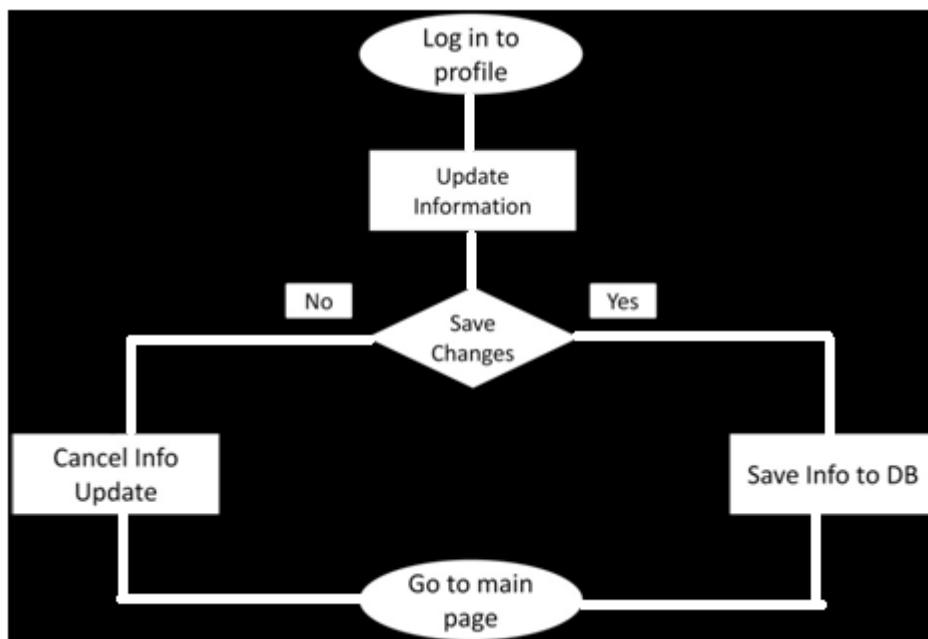 Log in to
profile
Update
Information
No
Yes
Save
Changes
Cancel Info
Update
Save Info to DB
Go to main
page